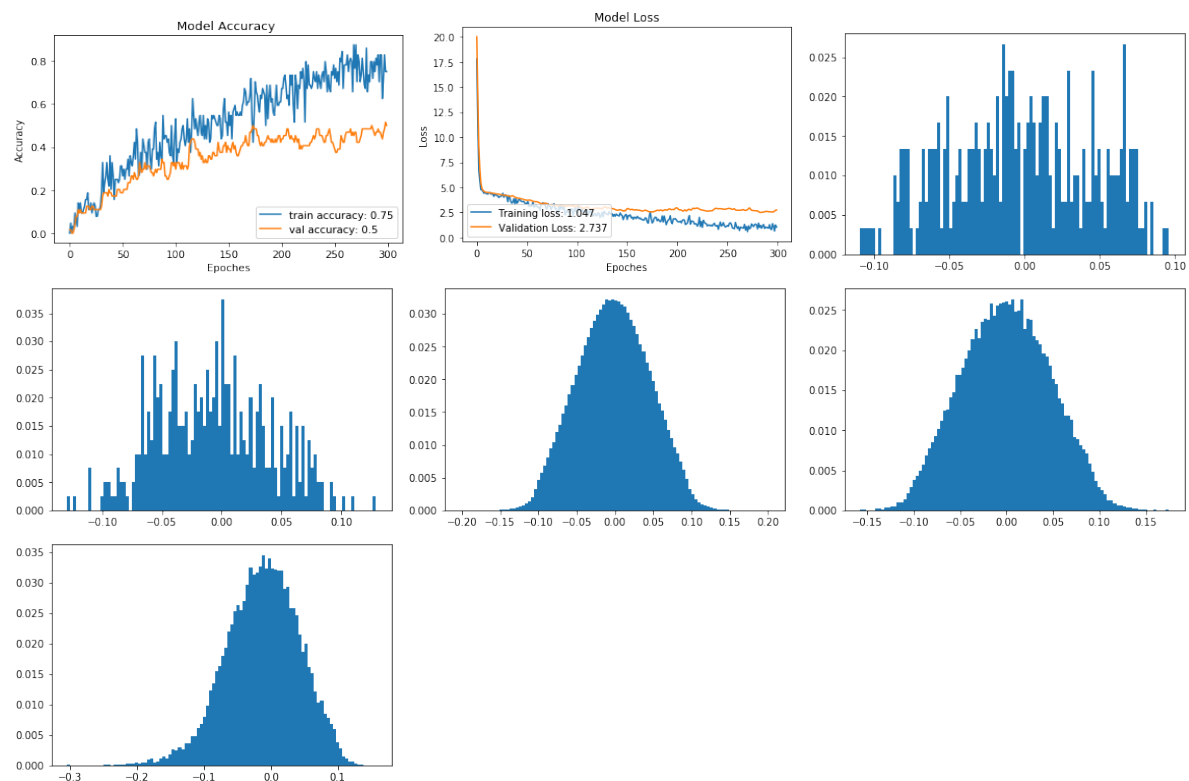 Model Accuracy
Accuracy
0.8
0.6
0.4
0.2
0.0
train accuracy: 0.75
val accuracy: 0.5
0 50 100 150 200 250 300
Epoches
Model Loss
Loss
20.0
17.5
15.0
12.5
10.0
7.5
5.0
2.5
0.0
Training loss: 1.047
Validation Loss: 2.737
0 50 100 150 200 250 300
Epoches
0.025
0.020
0.015
0.010
0.005
0.000
−0.10 −0.05 0.00 0.05 0.10
0.035
0.030
0.025
0.020
0.015
0.010
0.005
0.000
−0.10 −0.05 0.00 0.05 0.10
0.030
0.025
0.020
0.015
0.010
0.005
0.000
−0.20 −0.15 −0.10 −0.05 0.00 0.05 0.10 0.15 0.20
0.025
0.020
0.015
0.010
0.005
0.000
−0.15 −0.10 −0.05 0.00 0.05 0.10 0.15
0.035
0.030
0.025
0.020
0.015
0.010
0.005
0.000
−0.3 −0.2 −0.1 0.0 0.1